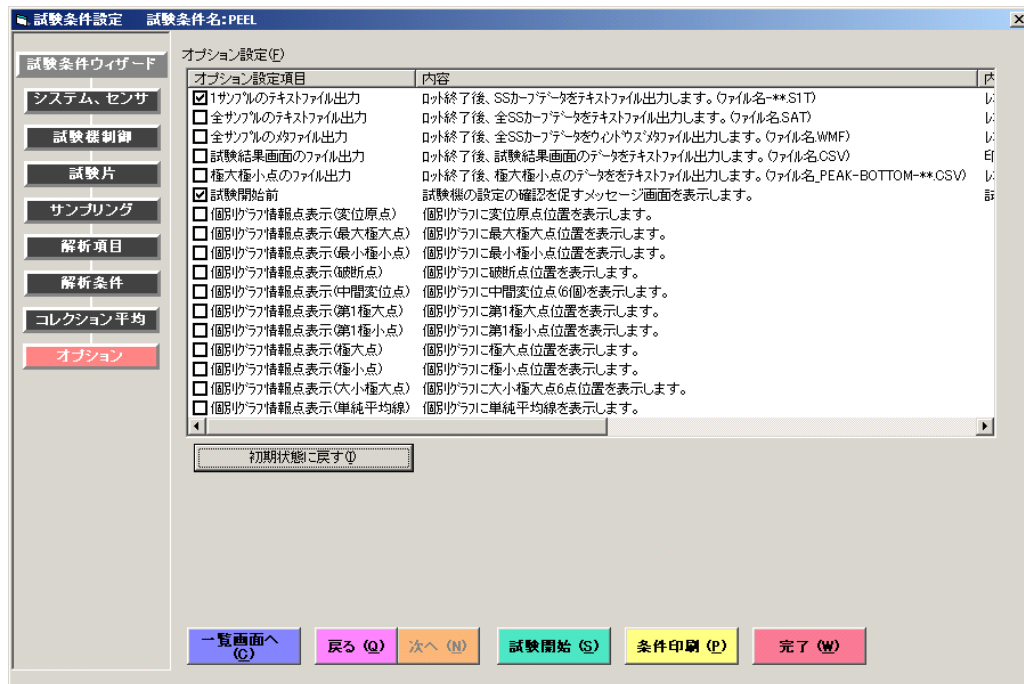 試験条件設定 試験条件名:PEEL
試験条件ウィザード
システム、センサ
試験機制御
試験片
サンプリング
解析項目
解析条件
コレクション平均
オプション
オプション設定(F)
オプション設定項目 内容
1サンプルのテキストファイル出力 ロット終了後、SSカーブデータをテキストファイル出力します。(ファイル名-**.S1T)
全サンプルのテキストファイル出力 ロット終了後、全SSカーブデータをテキストファイル出力します。(ファイル名.SAT)
全サンプルのメタファイル出力 ロット終了後、全SSカーブデータをウィンドウズメタファイル出力します。(ファイル名.WMF)
試験結果画面のファイル出力 ロット終了後、試験結果画面のデータをテキストファイル出力します。(ファイル名.CSV)
極大極小点のファイル出力 ロット終了後、極大極小点のデータををテキストファイル出力します。(ファイル名_PEAK-BOTTOM-**.CSV)
試験開始前 試験機の設定の確認を促すメッセージ画面を表示します。
個別グラフ情報点表示(変位原点) 個別グラフに変位原点位置を表示します。
個別グラフ情報点表示(最大極大点) 個別グラフに最大極大点位置を表示します。
個別グラフ情報点表示(最小極小点) 個別グラフに最小極小点位置を表示します。
個別グラフ情報点表示(破断点) 個別グラフに破断点位置を表示します。
個別グラフ情報点表示(中間変位点) 個別グラフに中間変位点(6個)を表示します。
個別グラフ情報点表示(第1極大点) 個別グラフに第1極大点位置を表示します。
個別グラフ情報点表示(第1極小点) 個別グラフに第1極小点位置を表示します。
個別グラフ情報点表示(極大点) 個別グラフに極大点位置を表示します。
個別グラフ情報点表示(極小点) 個別グラフに極小点位置を表示します。
個別グラフ情報点表示(大小極大点) 個別グラフに大小極大点6点位置を表示します。
個別グラフ情報点表示(単純平均線) 個別グラフに単純平均線を表示します。
初期状態に戻す(I)
一覧画面へ
(C)
戻る (Q) 次へ (N) 試験開始 (S) 条件印刷 (P) 完了 (W)